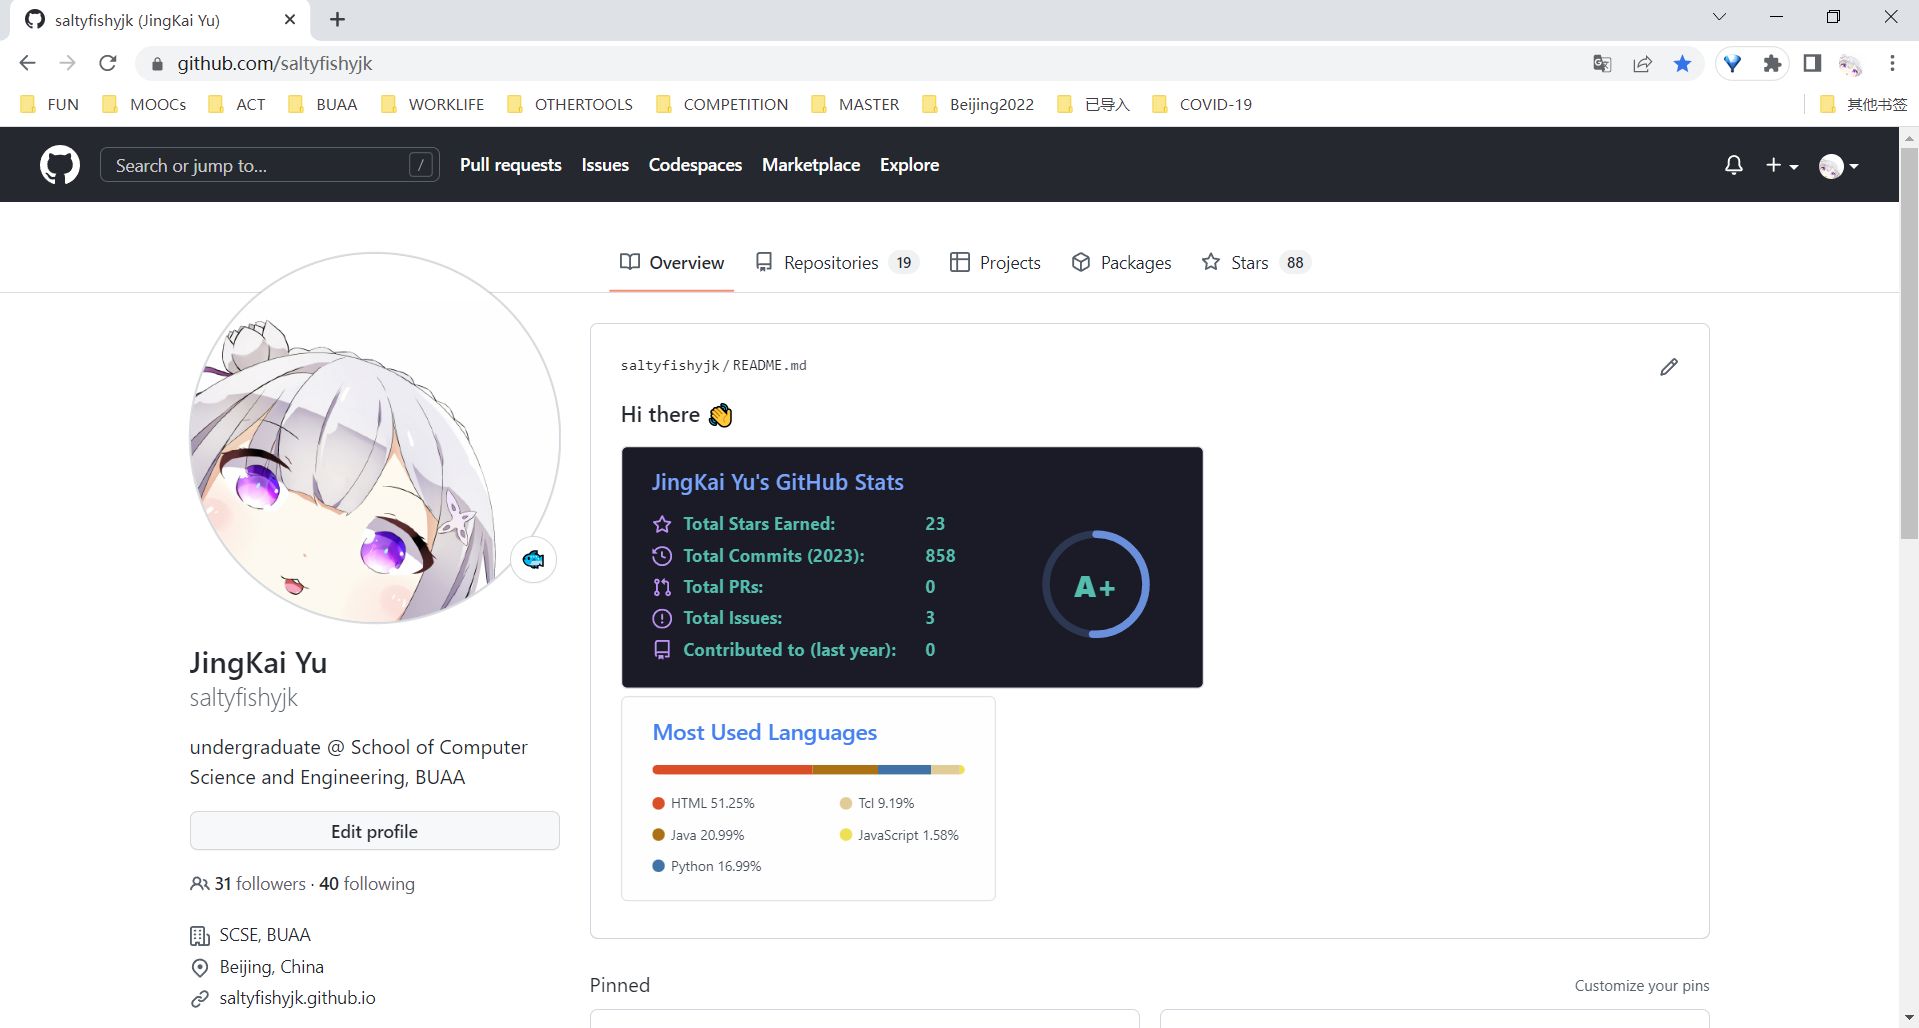 saltyfishyjk (JingKai Yu)
github.com/saltyfishyjk
FUN MOOCs ACT BUAA WORKLIFE OTHERTOOLS COMPETITION MASTER Beijing2022 已导入 COVID-19 其他书签
Search or jump to... / Pull requests Issues Codespaces Marketplace Explore
Overview Repositories 19 Projects Packages Stars 88
saltyfishyjk / README.md
Hi there 👋
JingKai Yu's GitHub Stats
Total Stars Earned: 23
Total Commits (2023): 858
Total PRs: 0
Total Issues: 3
Contributed to (last year): 0
A+
Most Used Languages
HTML 51.25% Tcl 9.19%
Java 20.99% JavaScript 1.58%
Python 16.99%
JingKai Yu
saltyfishyjk
undergraduate @ School of Computer
Science and Engineering, BUAA
Edit profile
31 followers · 40 following
SCSE, BUAA
Beijing, China
saltyfishyjk.github.io
Pinned Customize your pins